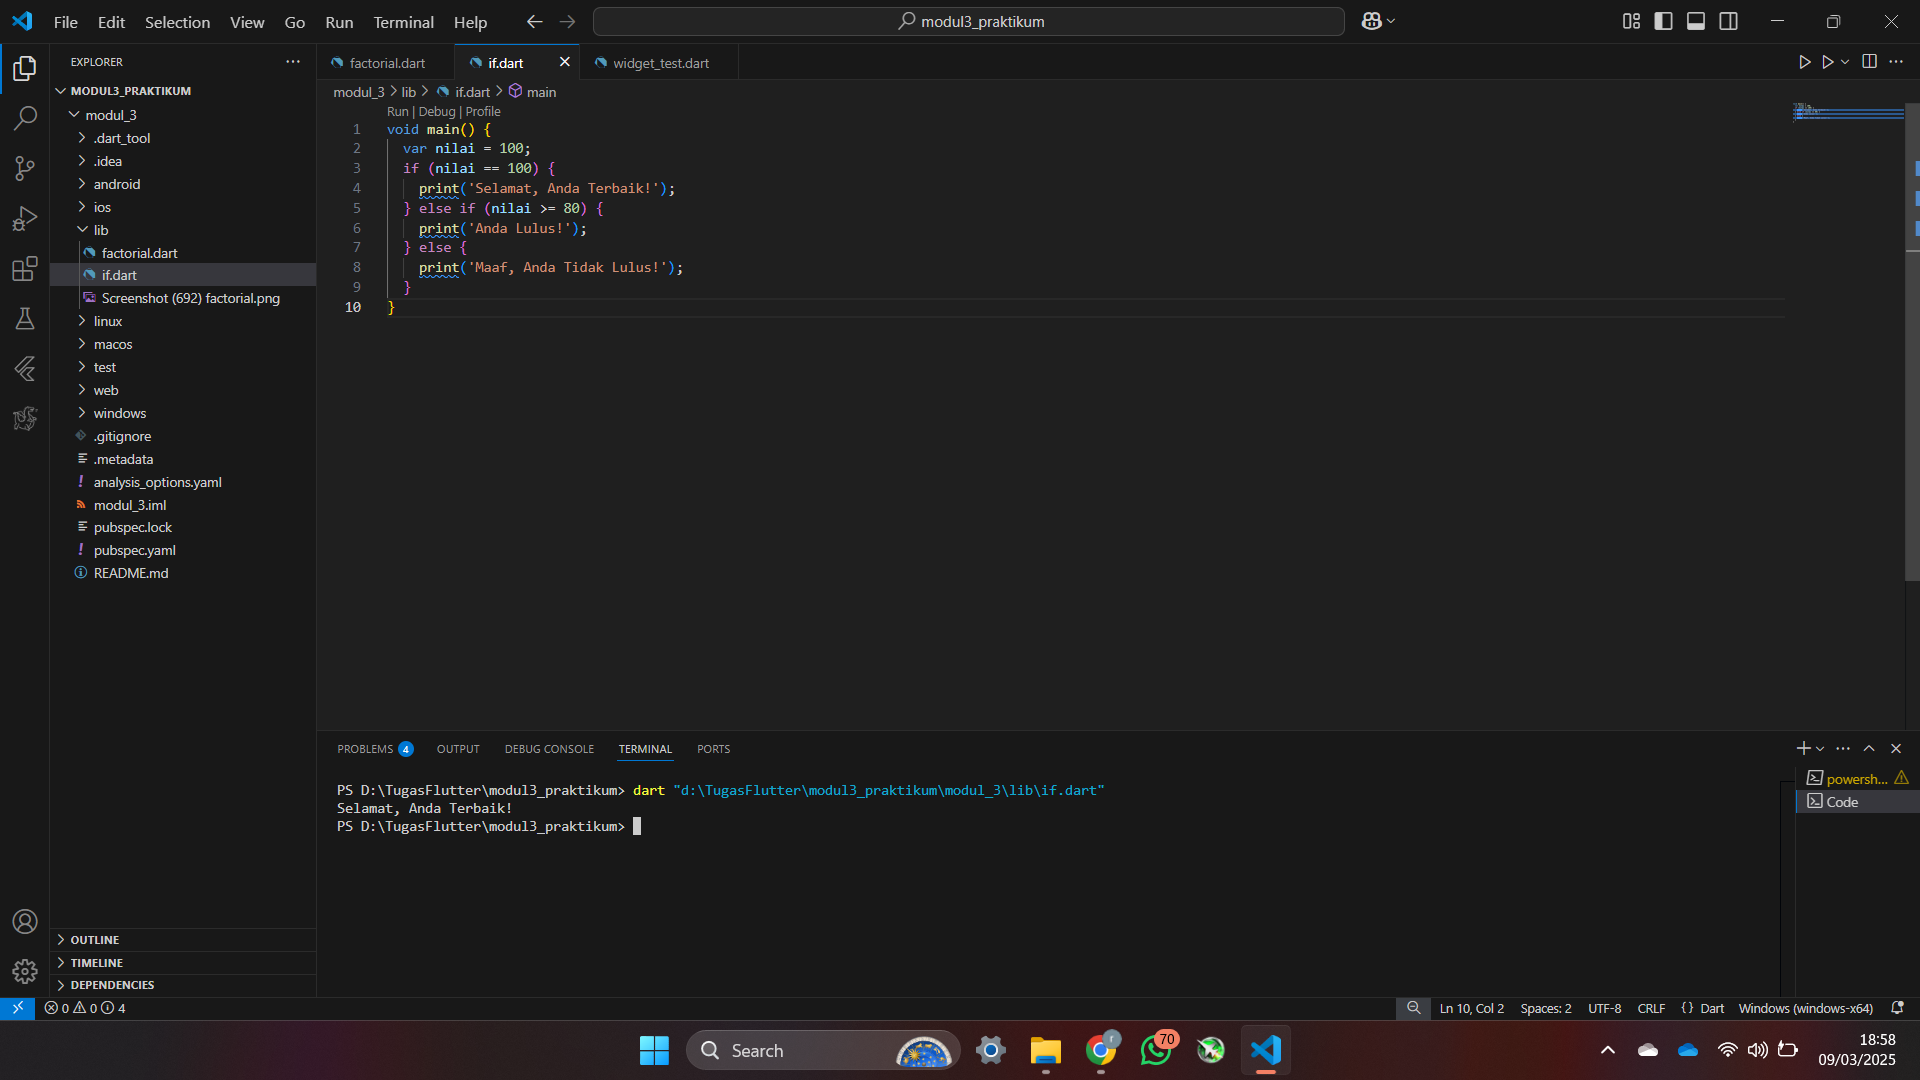 File Edit Selection View Go Run Terminal Help
modul3_praktikum
EXPLORER
MODUL3_PRAKTIKUM
modul_3
.dart_tool
.idea
android
ios
lib
factorial.dart
if.dart
Screenshot (692) factorial.png
linux
macos
test
web
windows
.gitignore
.metadata
analysis_options.yaml
modul_3.iml
pubspec.lock
pubspec.yaml
README.md
OUTLINE
TIMELINE
DEPENDENCIES
factorial.dart if.dart widget_test.dart
modul_3 > lib > if.dart > main
Run | Debug | Profile
1 void main() {
2 var nilai = 100;
3 if (nilai == 100) {
4 print('Selamat, Anda Terbaik!');
5 } else if (nilai >= 80) {
6 print('Anda Lulus!');
7 } else {
8 print('Maaf, Anda Tidak Lulus!');
9 }
10 }
PROBLEMS 4 OUTPUT DEBUG CONSOLE TERMINAL PORTS
PS D:\TugasFlutter\modul3_praktikum> dart "d:\TugasFlutter\modul3_praktikum\modul_3\lib\if.dart"
Selamat, Anda Terbaik!
PS D:\TugasFlutter\modul3_praktikum>
powersh...
Code
0 0 4
Ln 10, Col 2 Spaces: 2 UTF-8 CRLF {} Dart Windows (windows-x64)
Search
r
70
18:58
09/03/2025